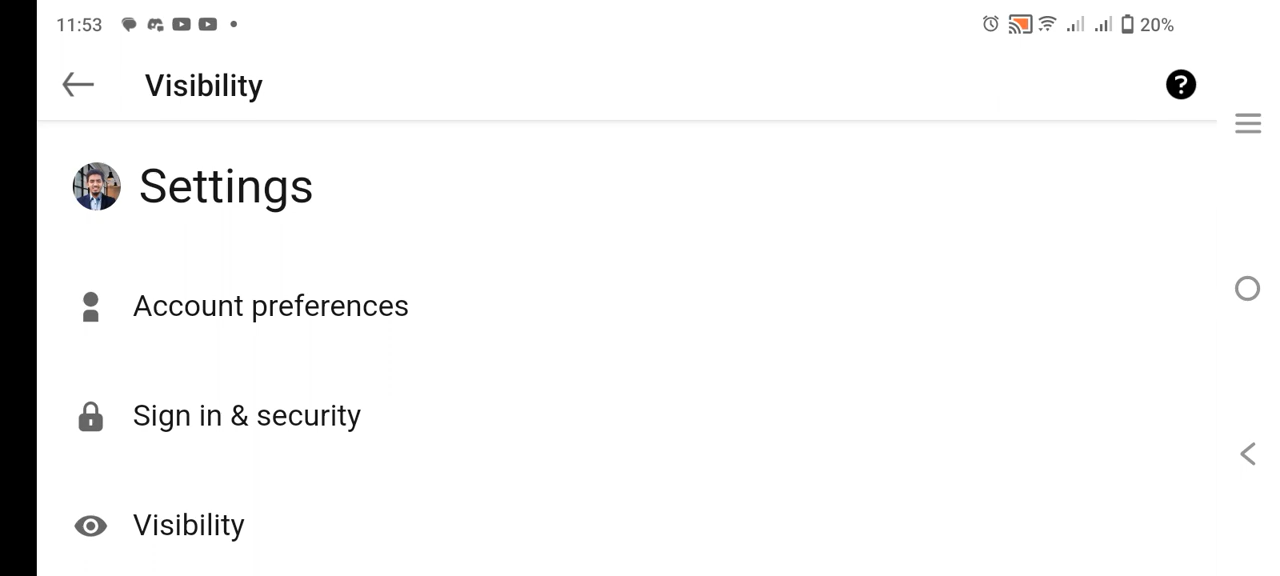 11:53
20%
Visibility
?
Settings
Account preferences
Sign in & security
Visibility